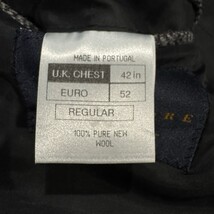 MADE IN PORTUGAL
U.K. CHEST 42 in
EURO 52
REGULAR
100% PURE NEW
WOOL